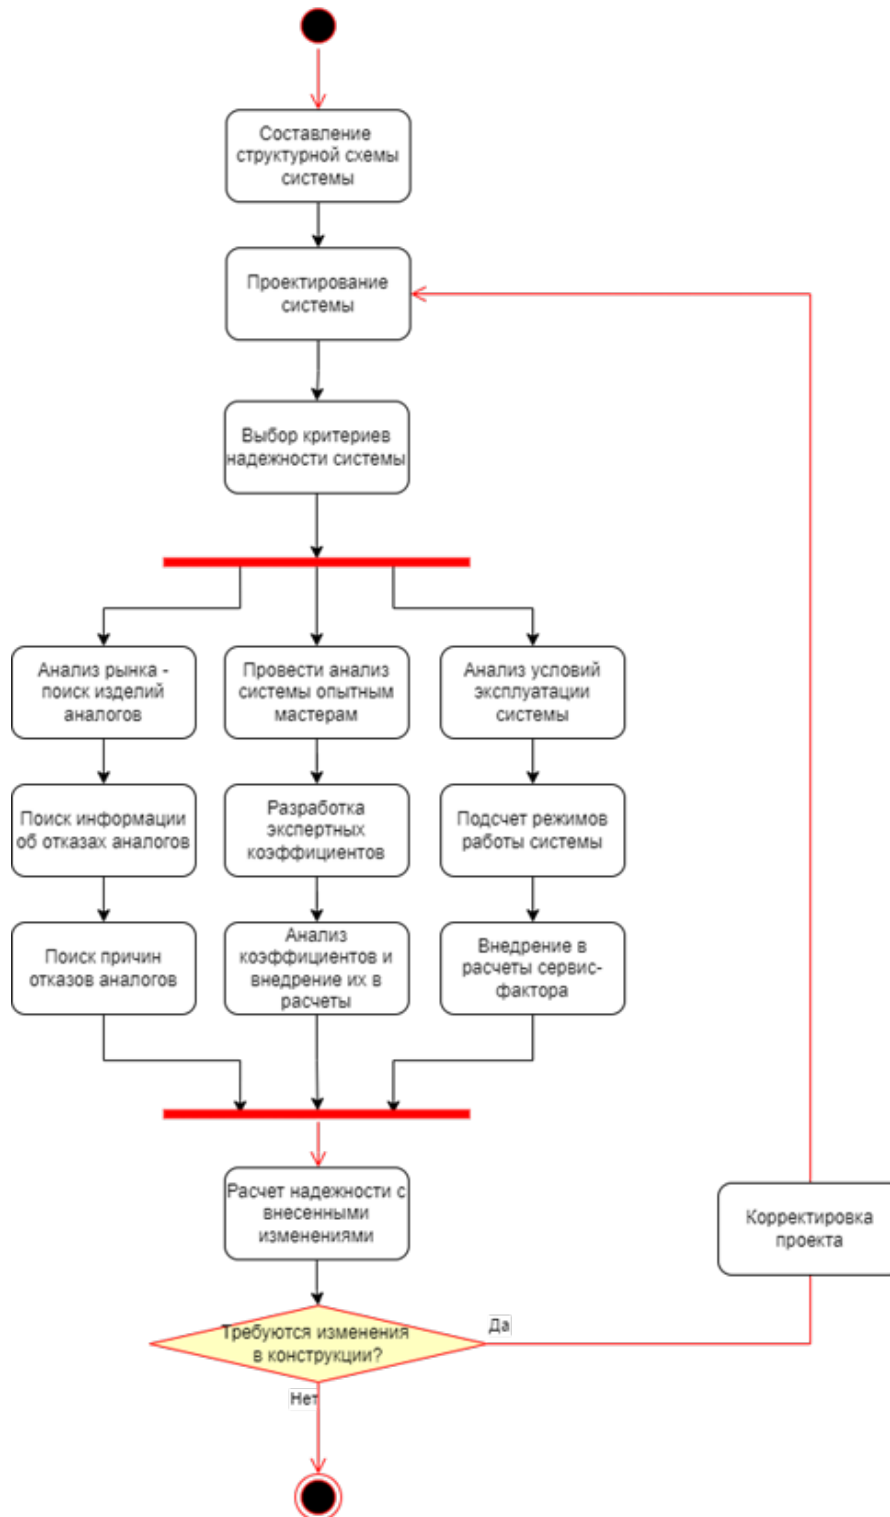 Составление
структурной схемы
системы
Проектирование
системы
Выбор критериев
надежности системы
Анализ рынка -
поиск изделий
аналогов
Провести анализ
системы опытным
мастерам
Анализ условий
эксплуатации
системы
Поиск информации
об отказах аналогов
Разработка
экспертных
коэффициентов
Подсчет режимов
работы системы
Поиск причин
отказов аналогов
Анализ
коэффициентов и
внедрение их в
расчеты
Внедрение в
расчеты сервис-
фактора
Расчет надежности с
внесенными
изменениями
Корректировка
проекта
Требуются изменения
в конструкции?
Да
Нет